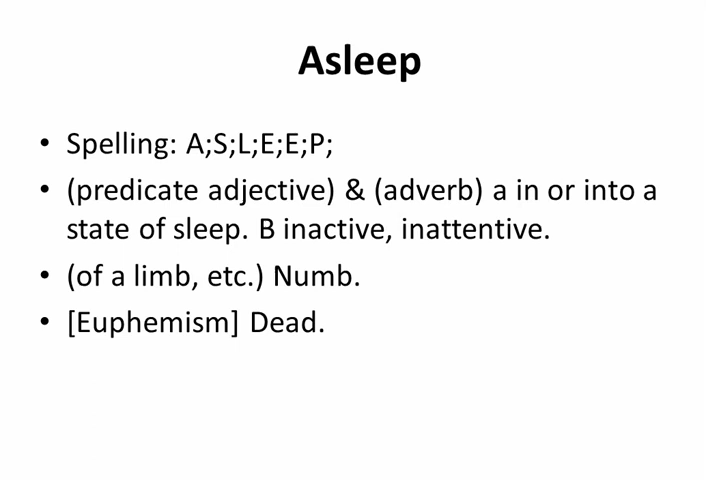 Asleep
• Spelling: A;S;L;E;E;P;
• (predicate adjective) & (adverb) a in or into a
state of sleep. B inactive, inattentive.
• (of a limb, etc.) Numb.
• [Euphemism] Dead.